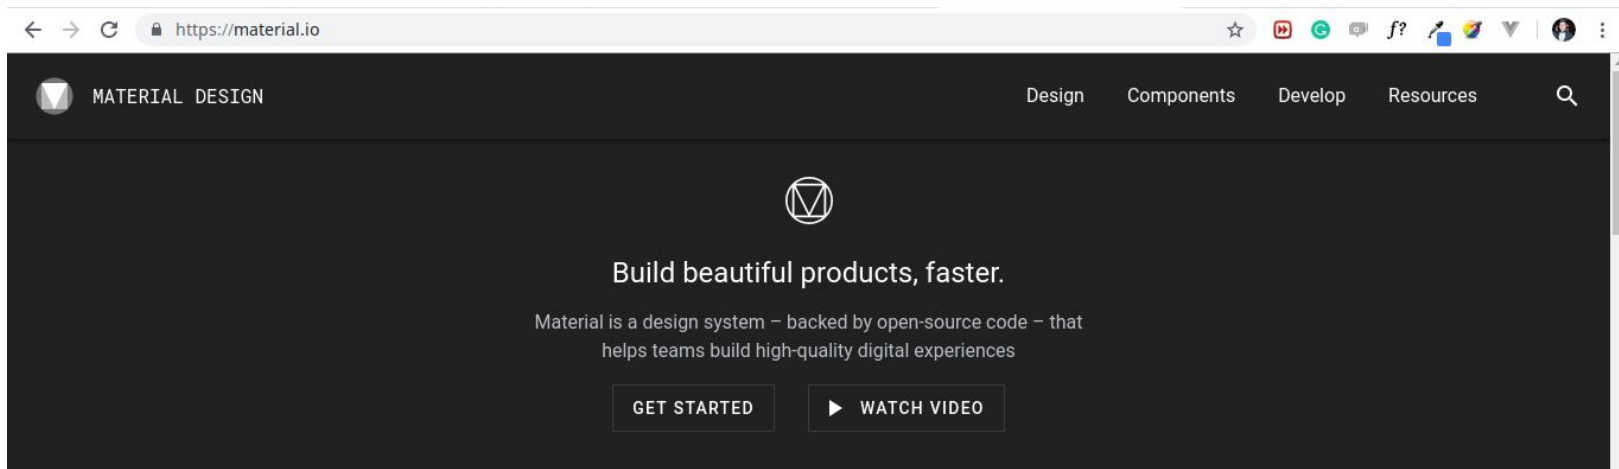 https://material.io
f?
MATERIAL DESIGN
Design Components Develop Resources
Build beautiful products, faster.
Material is a design system – backed by open-source code – that
helps teams build high-quality digital experiences
GET STARTED
WATCH VIDEO